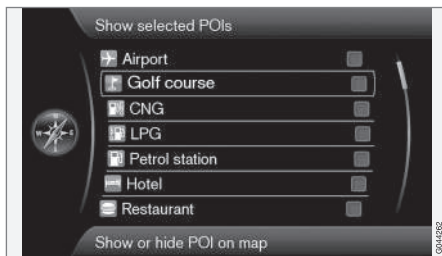 Show selected POIs
Airport
Golf course
CNG
LPG
Petrol station
Hotel
Restaurant
Show or hide POI on map
G044262